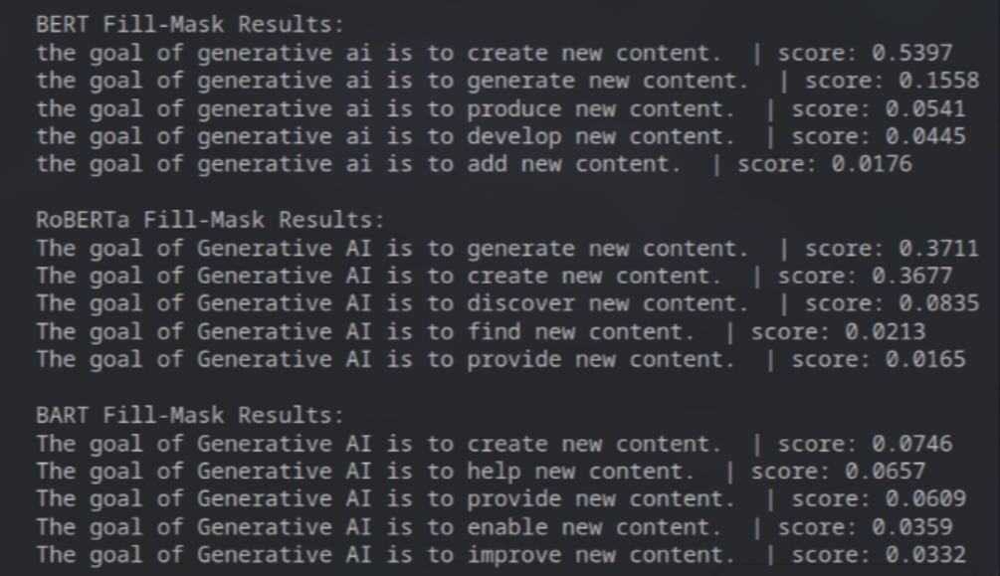 BERT Fill-Mask Results:
the goal of generative ai is to create new content.  | score: 0.5397
the goal of generative ai is to generate new content.  | score: 0.1558
the goal of generative ai is to produce new content.  | score: 0.0541
the goal of generative ai is to develop new content.  | score: 0.0445
the goal of generative ai is to add new content.  | score: 0.0176
RoBERTa Fill-Mask Results:
The goal of Generative AI is to generate new content.  | score: 0.3711
The goal of Generative AI is to create new content.  | score: 0.3677
The goal of Generative AI is to discover new content.  | score: 0.0835
The goal of Generative AI is to find new content.  | score: 0.0213
The goal of Generative AI is to provide new content.  | score: 0.0165
BART Fill-Mask Results:
The goal of Generative AI is to create new content.  | score: 0.0746
The goal of Generative AI is to help new content.  | score: 0.0657
The goal of Generative AI is to provide new content.  | score: 0.0609
The goal of Generative AI is to enable new content.  | score: 0.0359
The goal of Generative AI is to improve new content.  | score: 0.0332